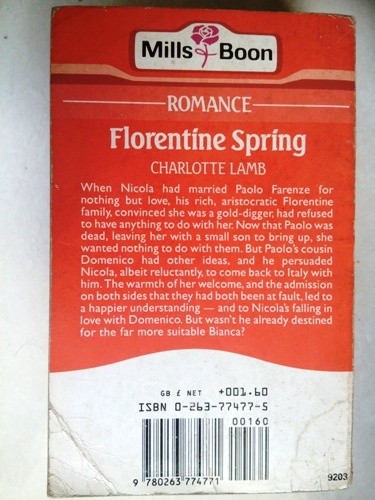 Mills & Boon
ROMANCE
Florentine Spring
CHARLOTTE LAMB
When Nicola had married Paolo Farenze for
nothing but love, his rich, aristocratic Florentine
family, convinced she was a gold-digger, had refused
to have anything to do with her. Now that Paolo was
dead, leaving her with a small son to bring up, she
wanted nothing to do with them. But Paolo's cousin
Domenico had other ideas, and he persuaded
Nicola, albeit reluctantly, to come back to Italy with
him. The warmth of her welcome, and the admission
on both sides that they had both been at fault, led to
a happier understanding — and to Nicola's falling in
love with Domenico. But wasn't he already destined
for the far more suitable Bianca?
GB £ NET +001.60
ISBN 0-263-77477-5
00160
9 780263 774771
9203